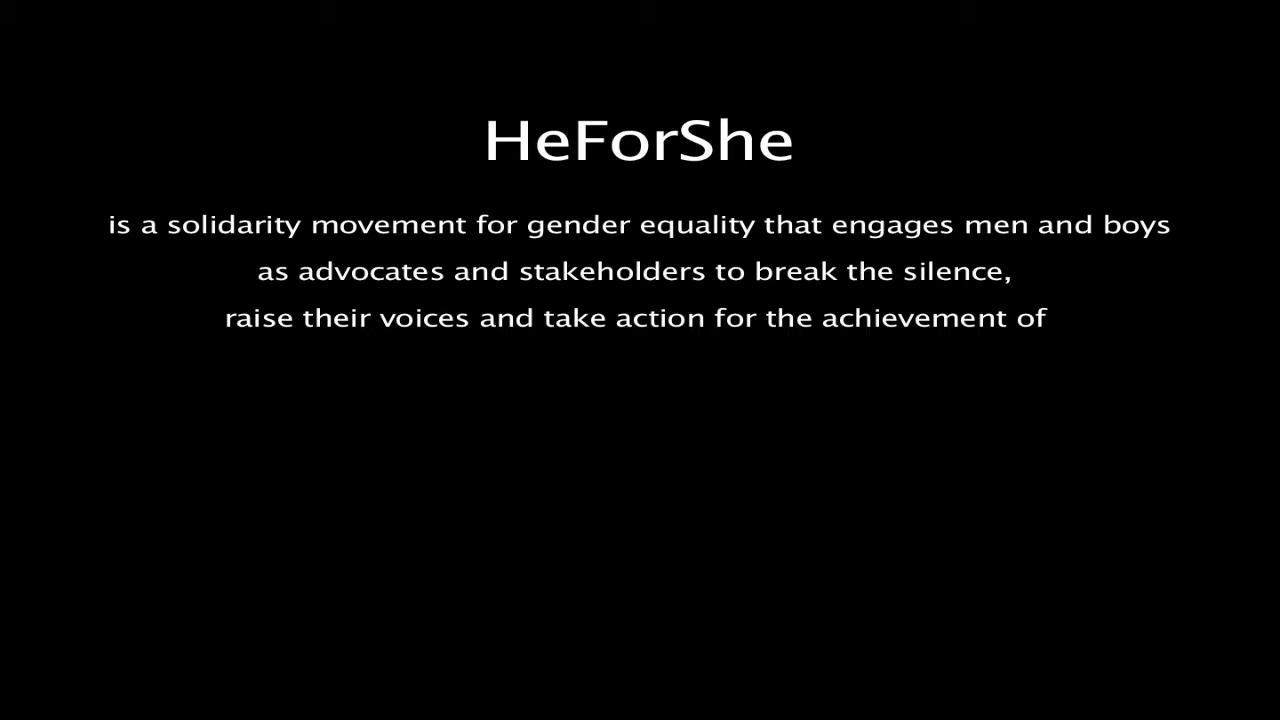 HeForShe
is a solidarity movement for gender equality that engages men and boys
as advocates and stakeholders to break the silence,
raise their voices and take action for the achievement of